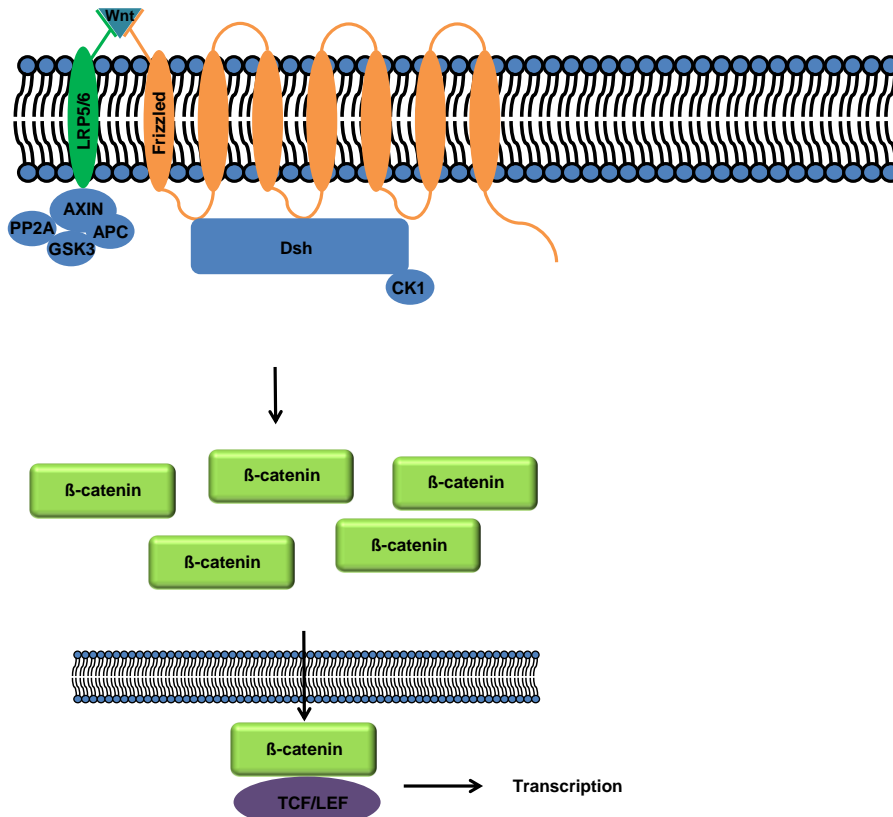 Wnt
LRP5/6
Frizzled
AXIN
PP2A
APC
GSK3
Dsh
CK1
ß-catenin
ß-catenin
ß-catenin
ß-catenin
ß-catenin
ß-catenin
TCF/LEF
Transcription